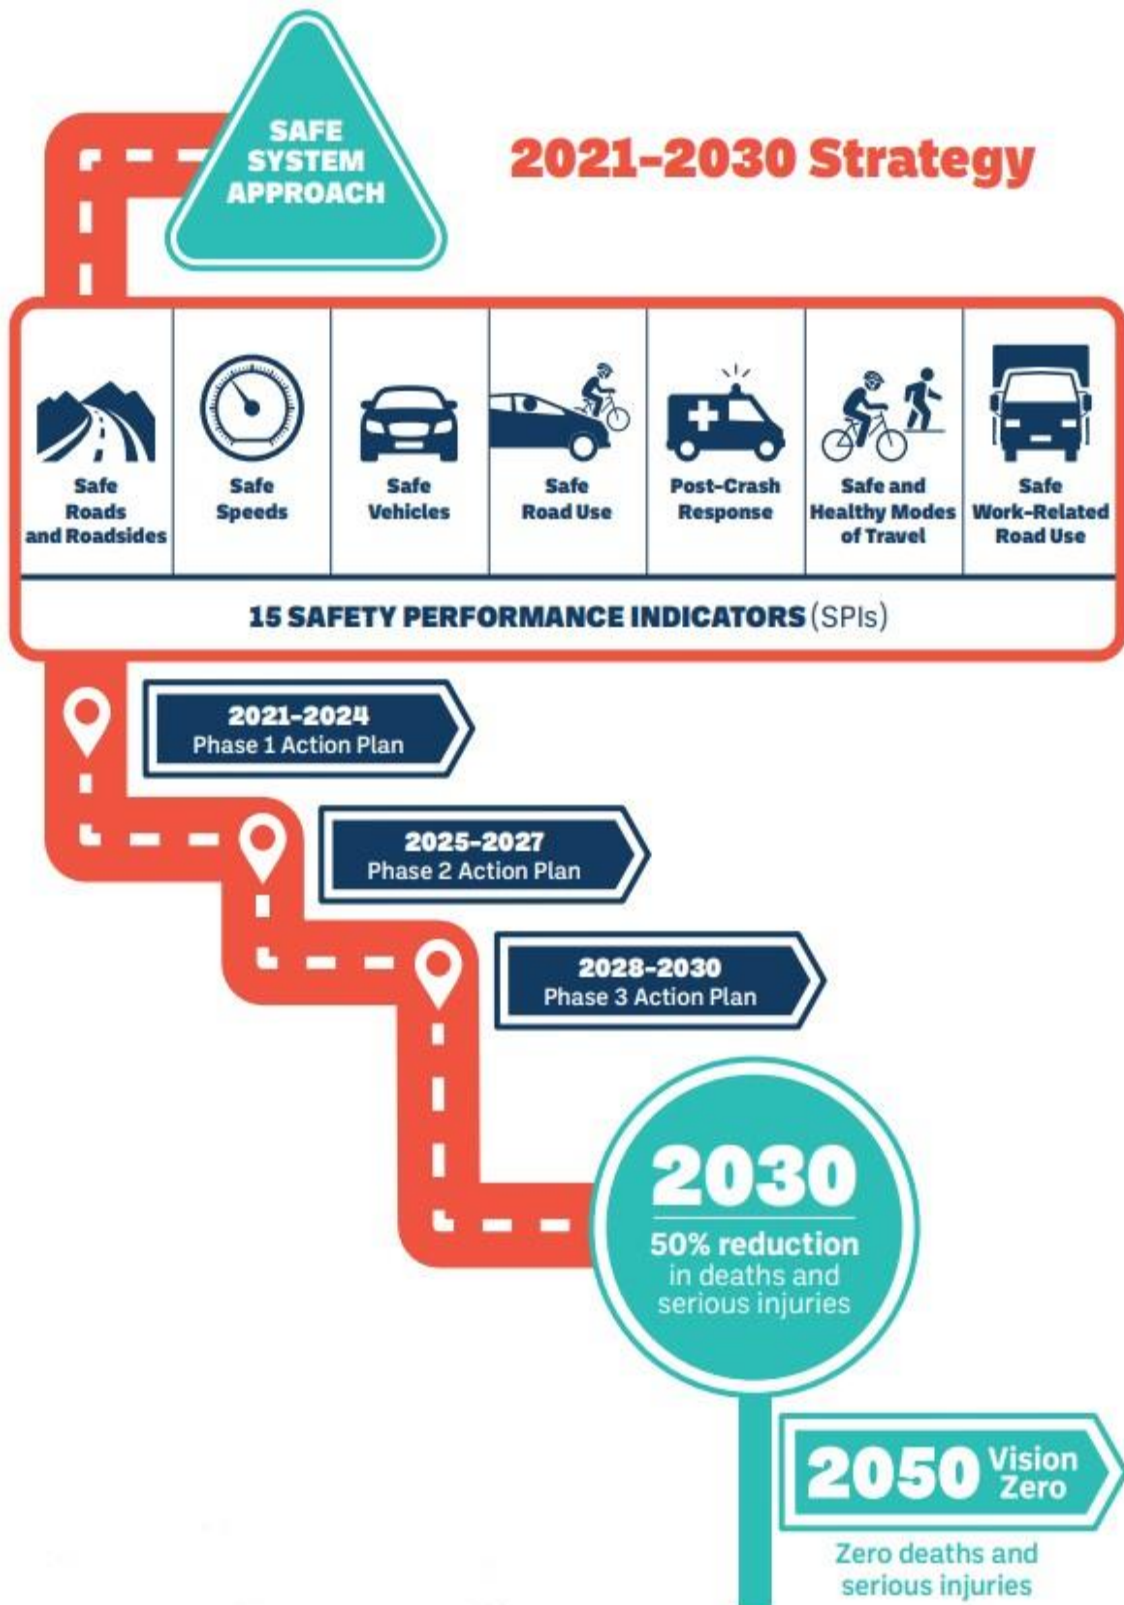 SAFE
SYSTEM
APPROACH
2021-2030 Strategy
Safe
Roads
and Roadsides
Safe
Speeds
Safe
Vehicles
Safe
Road Use
Post-Crash
Response
Safe and
Healthy Modes
of Travel
Safe
Work-Related
Road Use
15 SAFETY PERFORMANCE INDICATORS (SPIs)
2021-2024
Phase 1 Action Plan
2025-2027
Phase 2 Action Plan
2028-2030
Phase 3 Action Plan
2030
50% reduction
in deaths and
serious injuries
2050 Vision
Zero
Zero deaths and
serious injuries